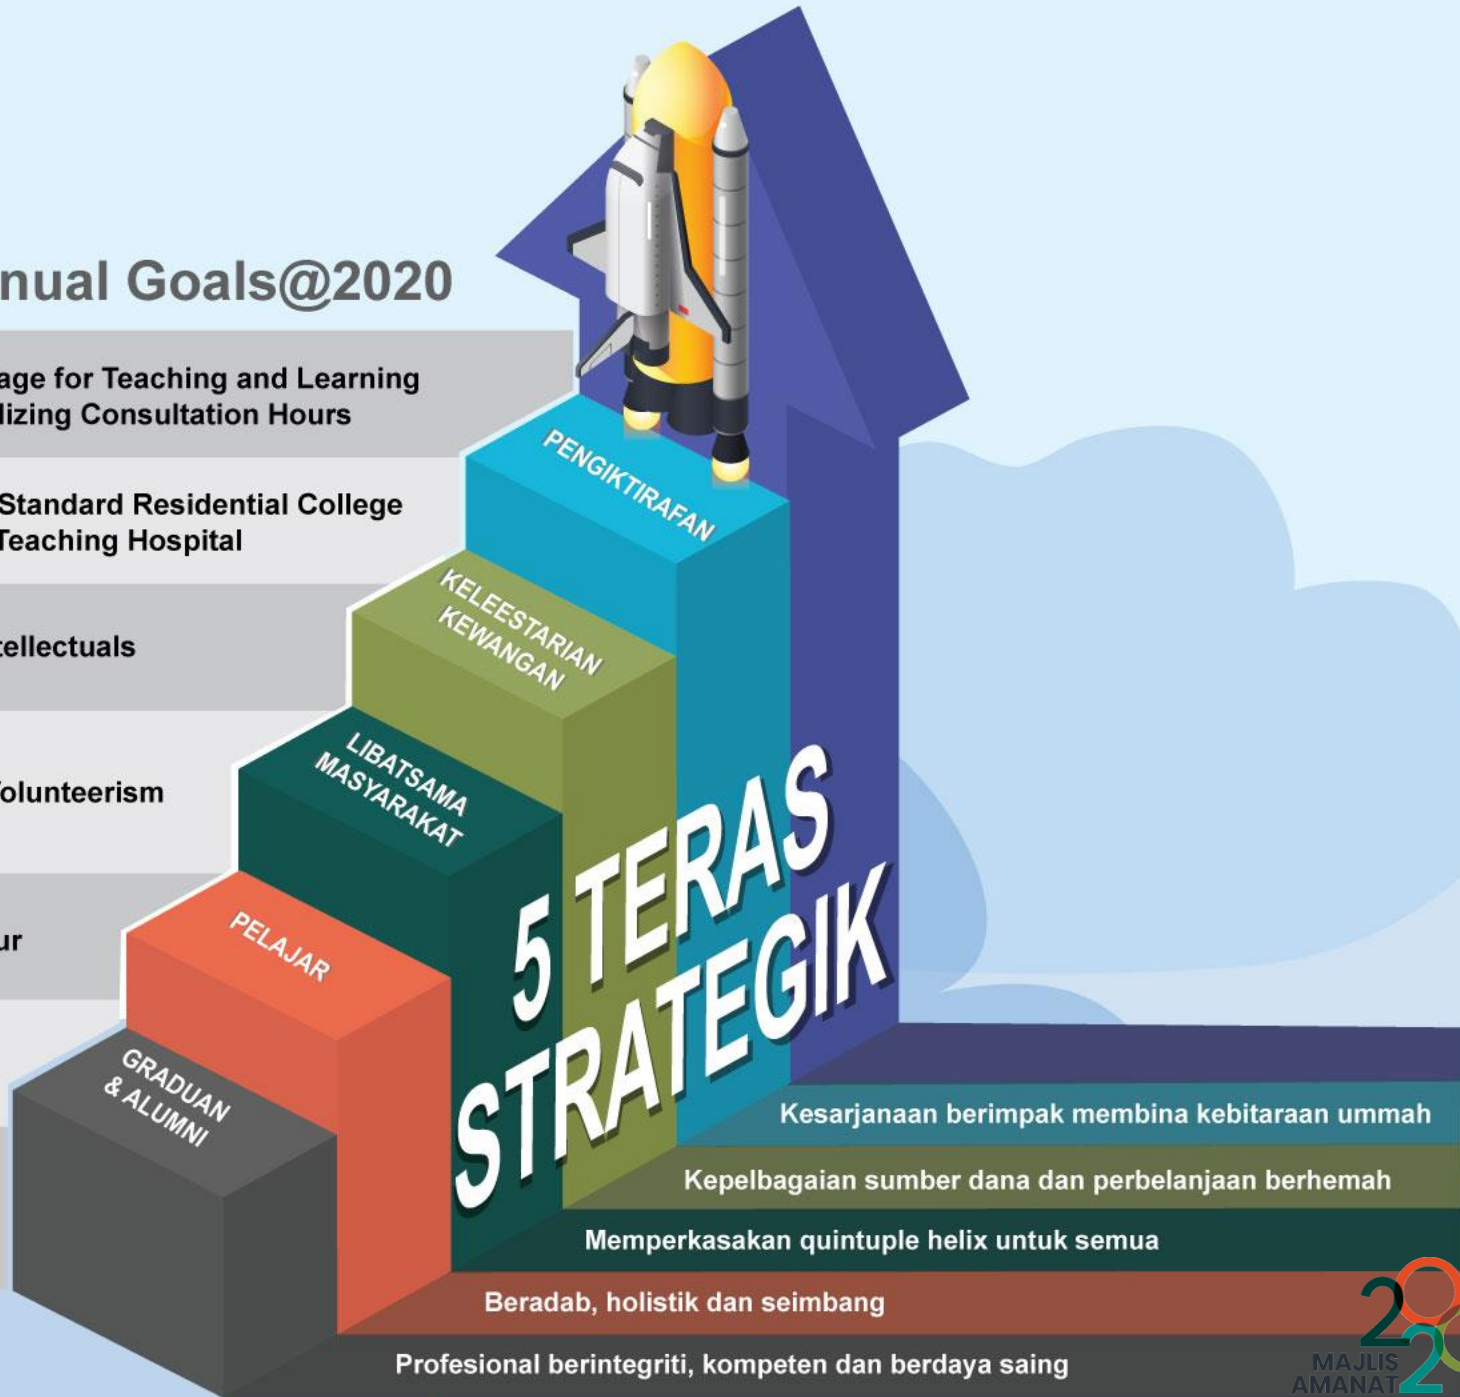 nual Goals@2020
age for Teaching and Learning
lizing Consultation Hours
Standard Residential College
Teaching Hospital
tellectuals
olunteerism
ur
PENGIKTIRAFAN
KELEESTARIAN
KEWANGAN
LIBATSAMA
MASYARAKAT
PELAJAR
GRADUAN
& ALUMNI
5 TERAS
STRATEGIK
Kesarjanaan berimpak membina kebitaraan ummah
Kepelbagaian sumber dana dan perbelanjaan berhemah
Memperkasakan quintuple helix untuk semua
Beradab, holistik dan seimbang
Profesional berintegriti, kompeten dan berdaya saing
2020
MAJLIS
AMANAT